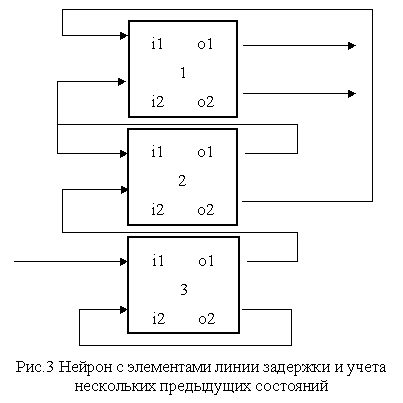 i1 o1
1
i2 o2
i1 o1
2
i2 o2
i1 o1
3
i2 o2
Рис.3 Нейрон с элементами линии задержки и учета
нескольких предыдущих состояний